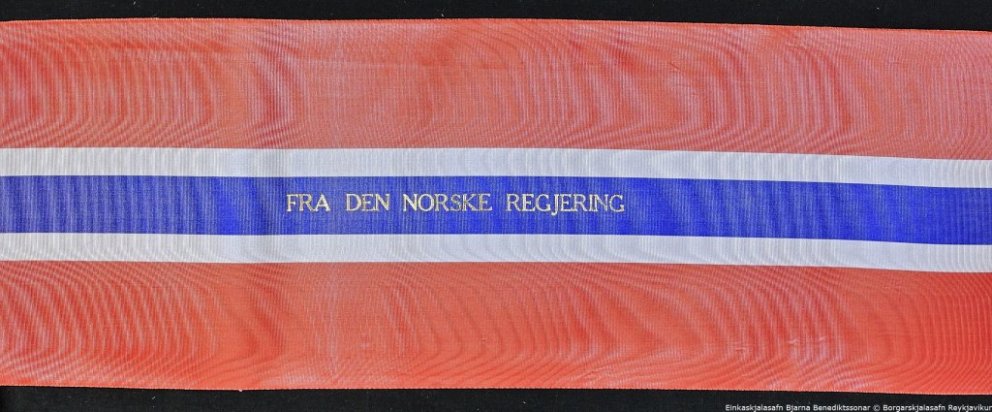 FRA DEN NORSKE REGJERING
Einkaskjalasafn Bjarna Benediktssonar © Borgarskjalasafn Reykjavíkur